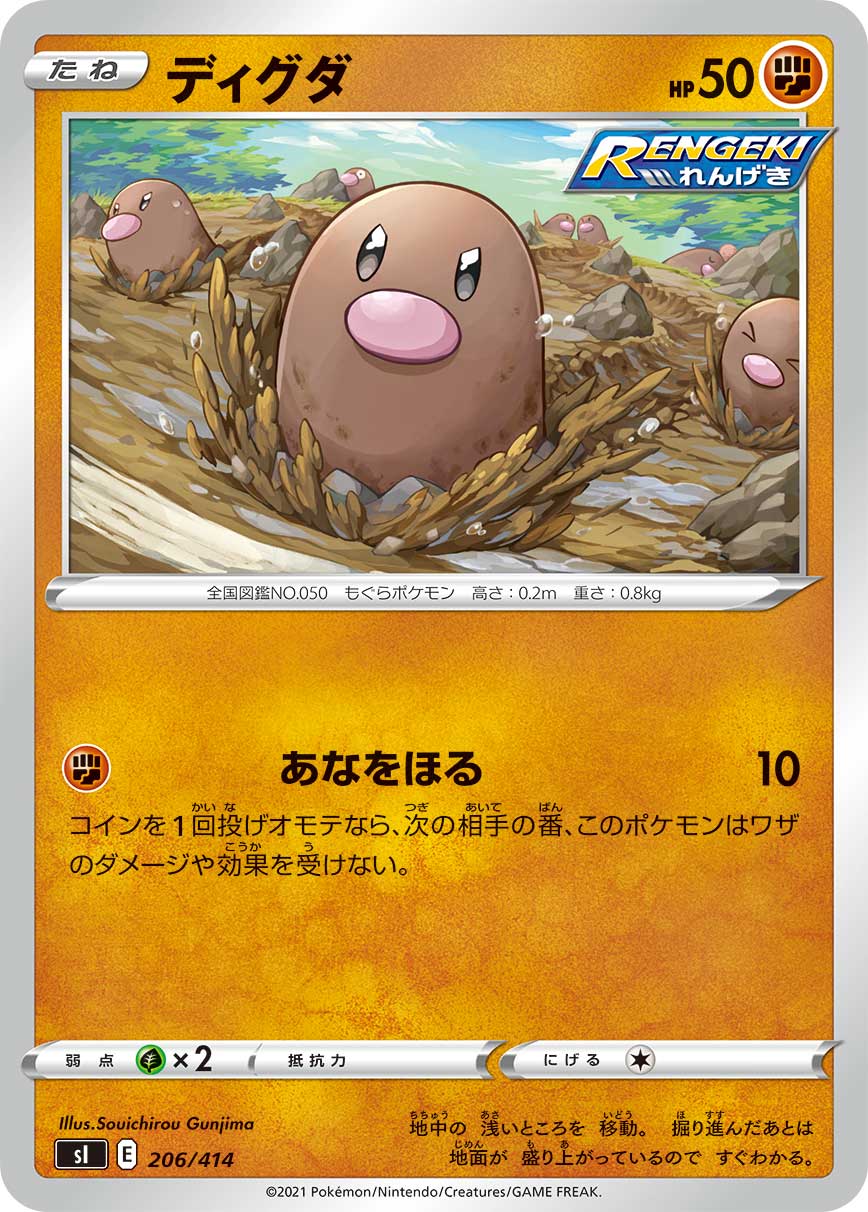 たね
ディグダ
HP50
RENGEKI
れんげき
全国図鑑NO.050 もぐらポケモン 高さ:0.2m 重さ:0.8kg
あなをほる 10
コインを1回投げオモテなら、次の相手の番、このポケモンはワザ
のダメージや効果を受けない。
弱点 ×2 抵抗力 にげる
Illus.Souichirou Gunjima
地中の 浅いところを 移動。 掘り進んだあとは
地面が 盛り上がっているので すぐわかる。
sI E 206/414
©2021 Pokémon/Nintendo/Creatures/GAME FREAK.